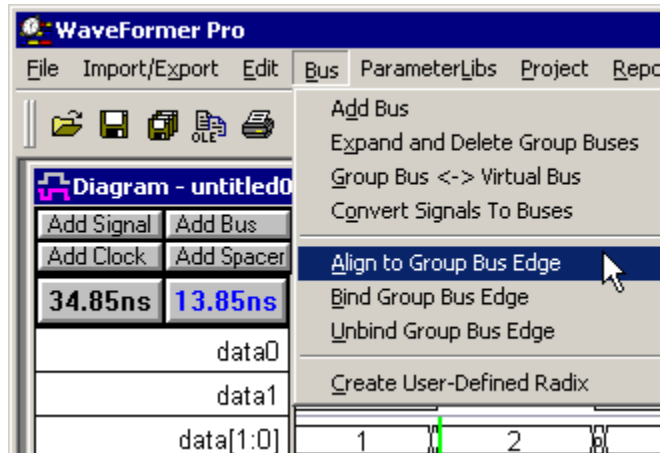 WaveFormer Pro
File Import/Export Edit Bus ParameterLibs Project Repo
OLE
Add Bus
Expand and Delete Group Buses
Group Bus <-> Virtual Bus
Convert Signals To Buses
Align to Group Bus Edge
Bind Group Bus Edge
Unbind Group Bus Edge
Create User-Defined Radix
Diagram - untitled0
Add Signal Add Bus
Add Clock Add Spacer
34.85ns 13.85ns
data0
data1
data[1:0] 1 2